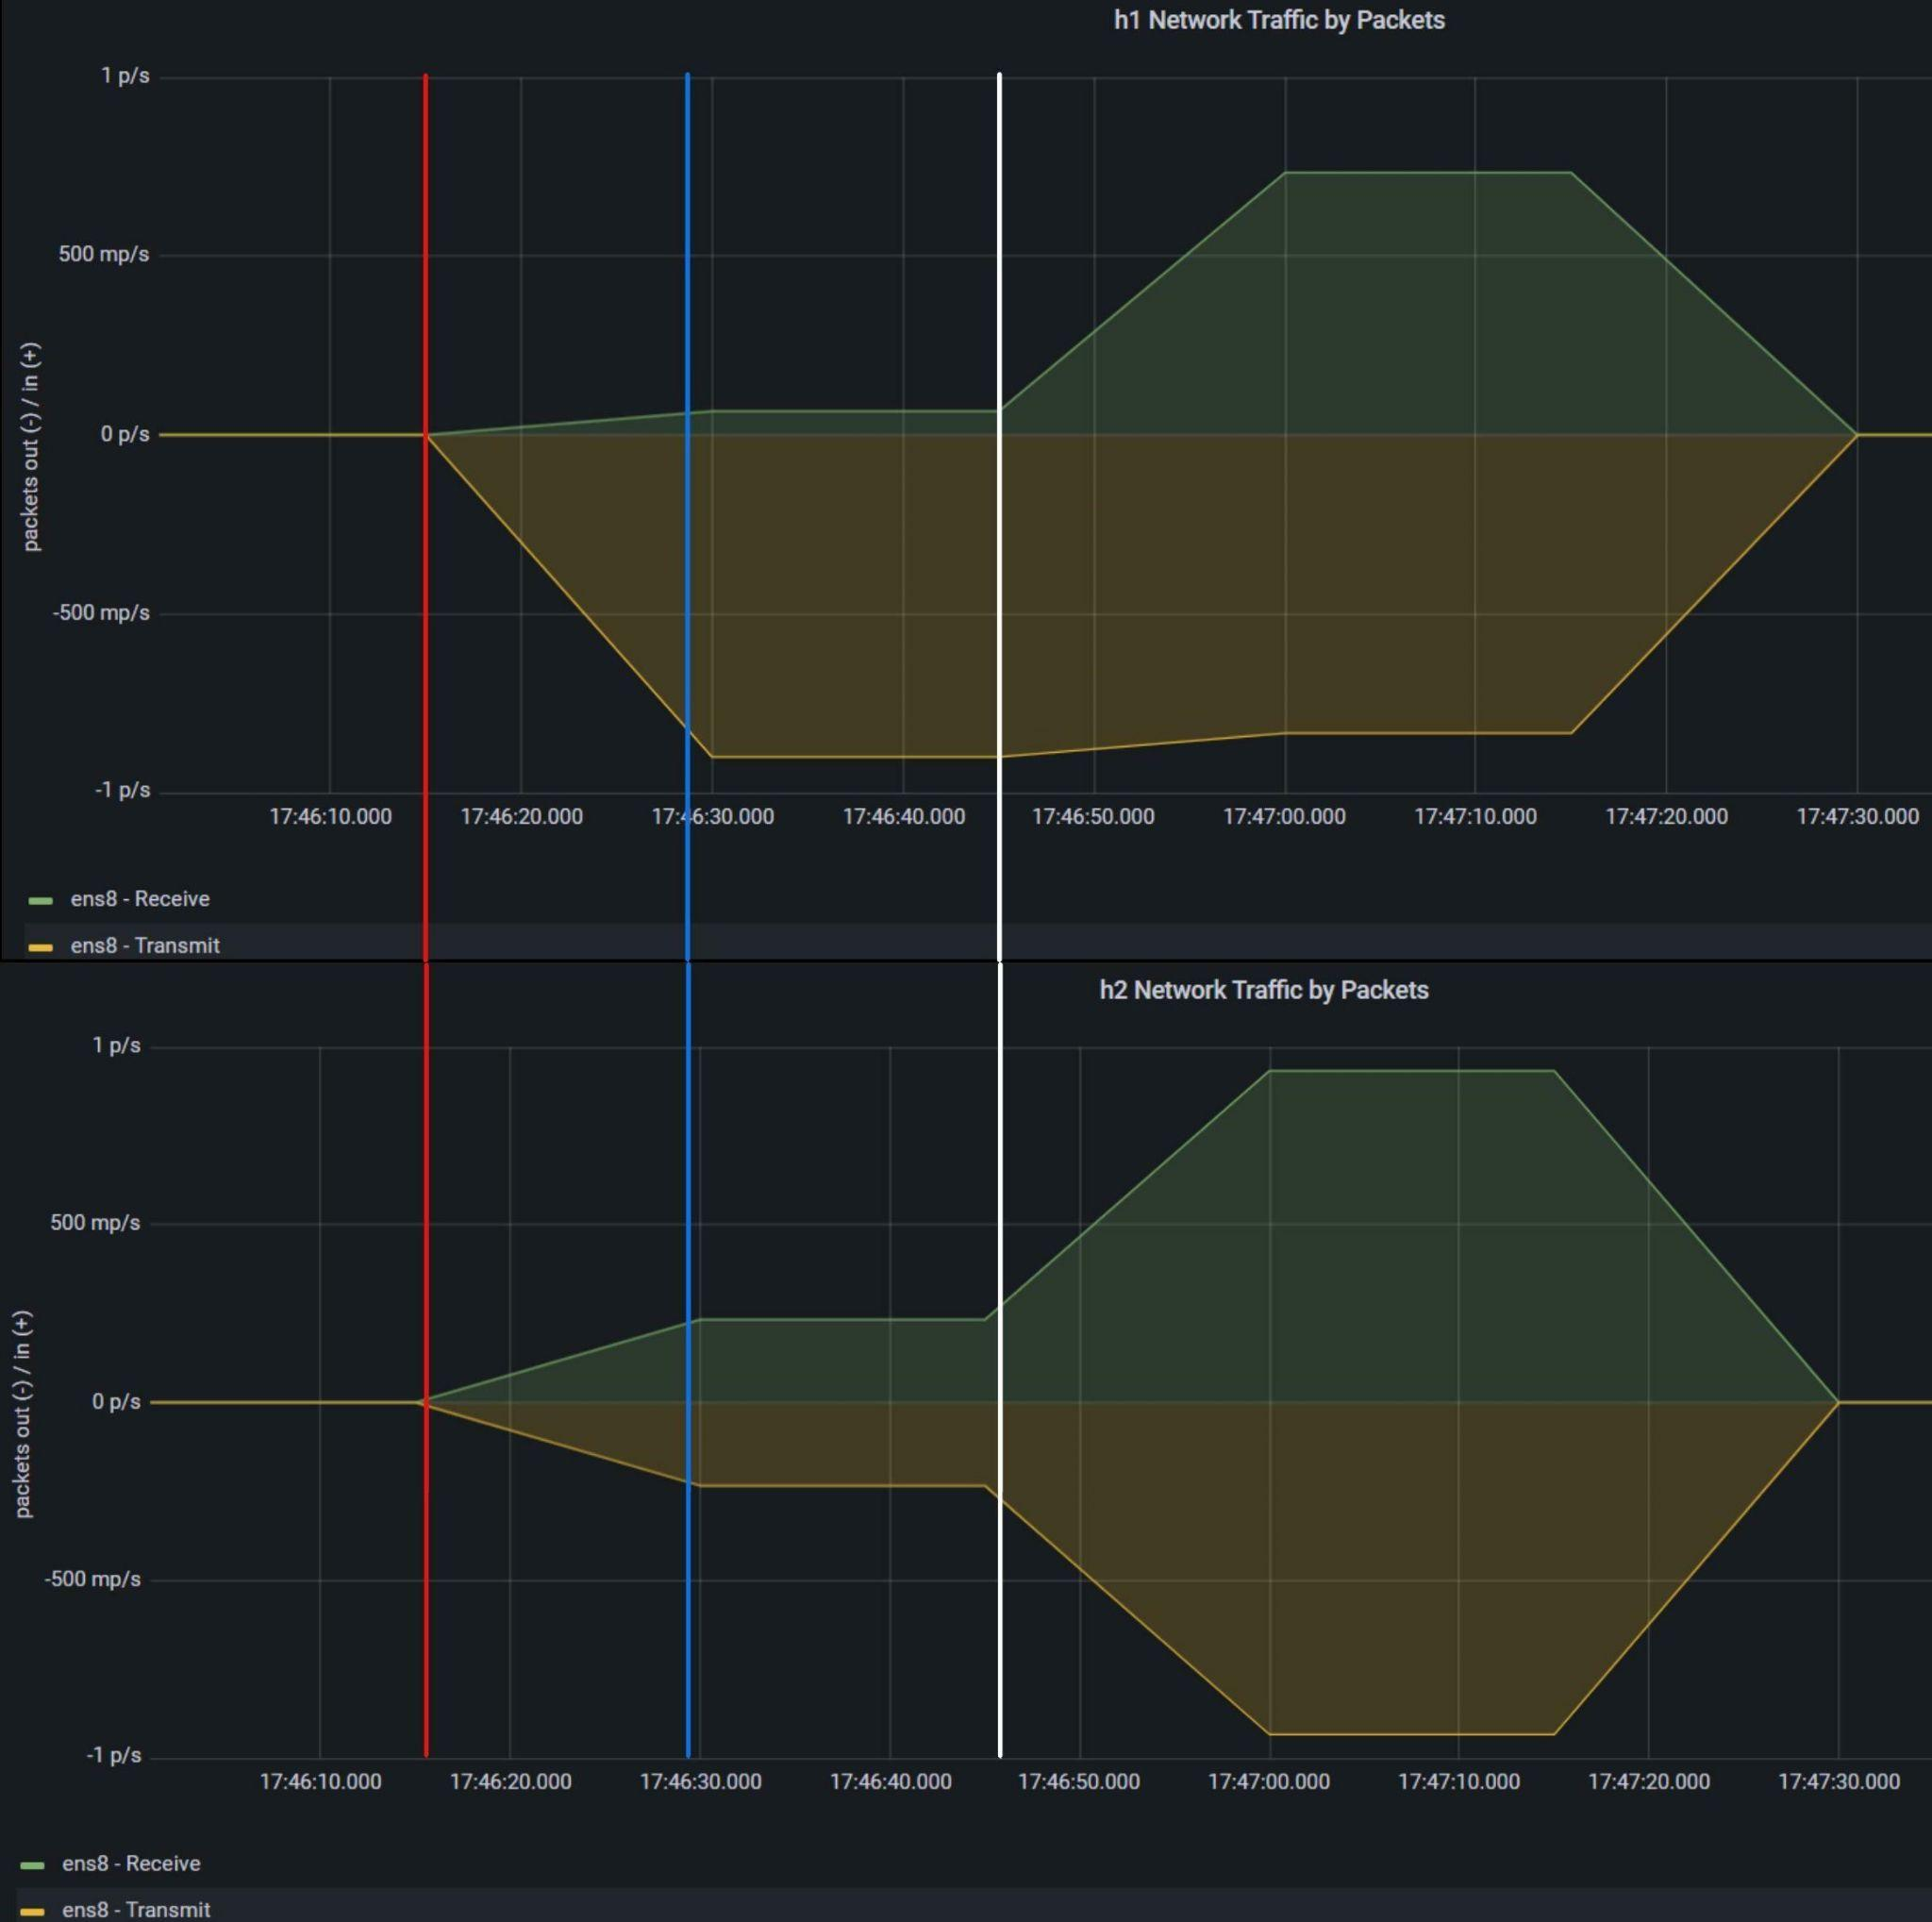 h1 Network Traffic by Packets
1 p/s
500 mp/s
0 p/s
-500 mp/s
-1 p/s
packets out (-) / in (+)
17:46:10.000 17:46:20.000 17:46:30.000 17:46:40.000 17:46:50.000 17:47:00.000 17:47:10.000 17:47:20.000 17:47:30.000
ens8 - Receive
ens8 - Transmit
h2 Network Traffic by Packets
1 p/s
500 mp/s
0 p/s
-500 mp/s
-1 p/s
packets out (-) / in (+)
17:46:10.000 17:46:20.000 17:46:30.000 17:46:40.000 17:46:50.000 17:47:00.000 17:47:10.000 17:47:20.000 17:47:30.000
ens8 - Receive
ens8 - Transmit